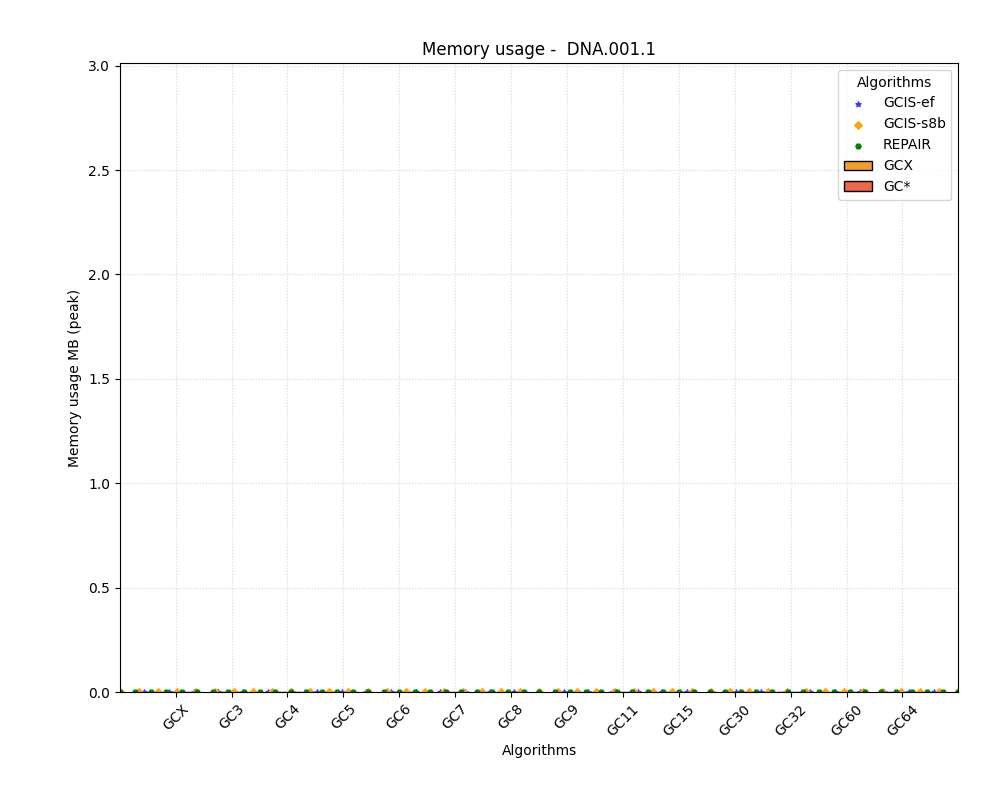 Memory usage -  DNA.001.1
3.0
2.5
2.0
1.5
1.0
0.5
0.0
Memory usage MB (peak)
Algorithms
GCIS-ef
GCIS-s8b
REPAIR
GCX
GC*
GCX
GC3
GC4
GC5
GC6
GC7
GC8
GC9
GC11
GC15
GC30
GC32
GC60
GC64
Algorithms